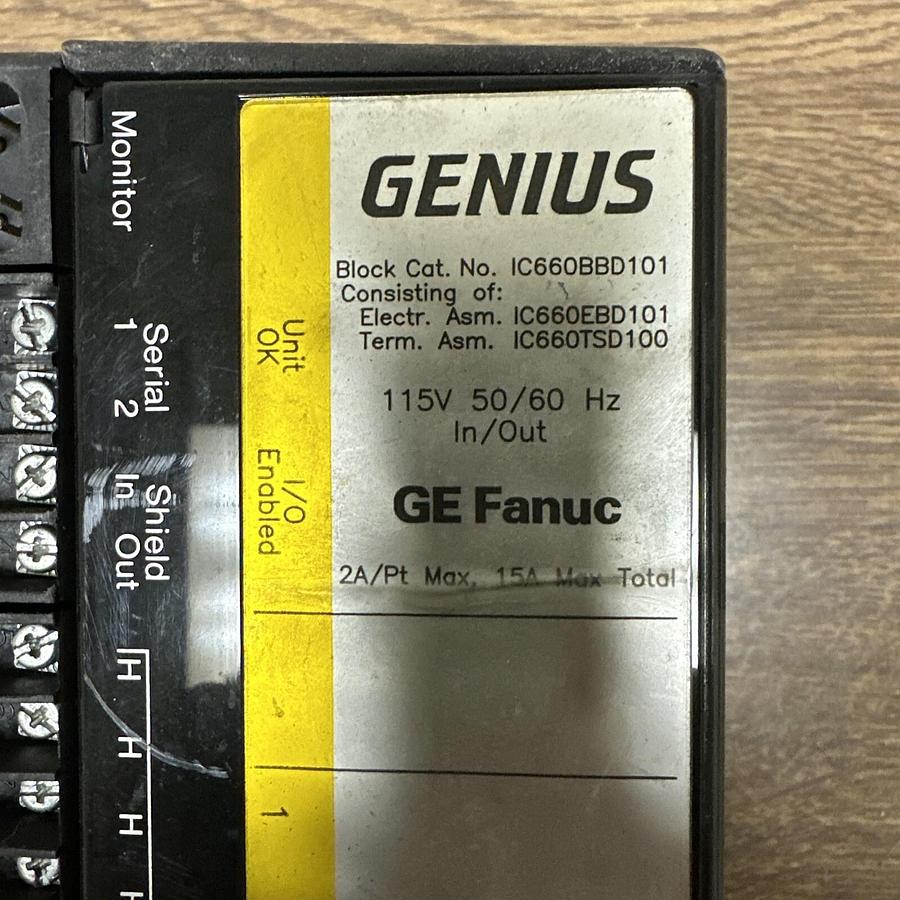 GENIUS
Block Cat. No. IC660BBD101
Consisting of:
Electr. Asm. IC660EBD101
Term. Asm. IC660TSD100
115V 50/60 Hz
In/Out
GE Fanuc
2A/Pt Max, 15A Max Total
Unit
OK
I/O
Enabled
1
Monitor
Serial
1 2
Shield
In Out
H
H
H
H